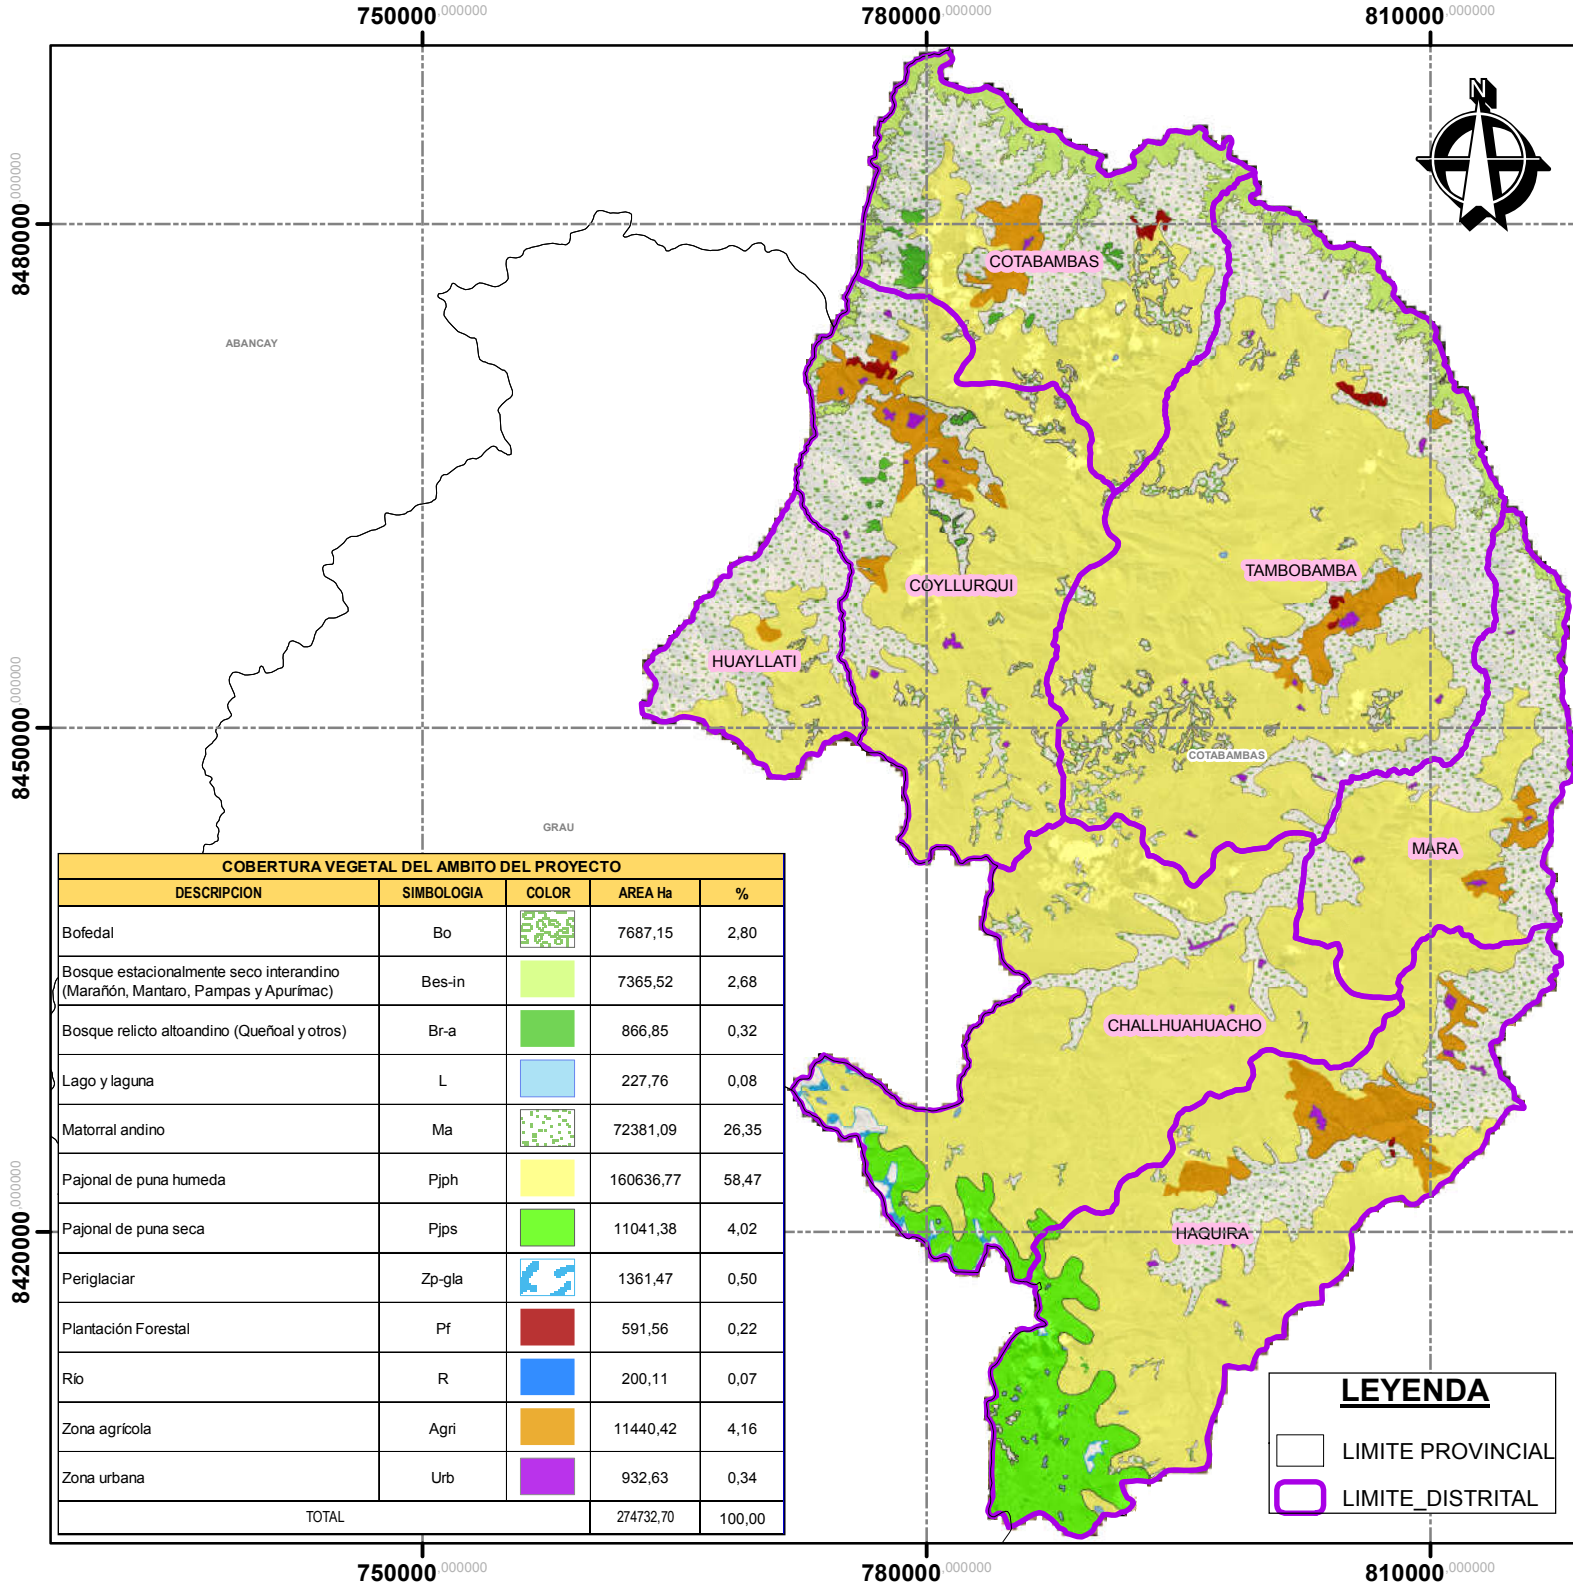 750000,000000 780000,000000 810000,000000
N
8480000,000000
COTABAMBAS
ABANCAY
TAMBOBAMBA
COYLLURQUI
HUAYLLATI
8450000,000000
COTABAMBAS
GRAU
MARA
CHALLHUAHUACHO
8420000,000000
HAQUIRA
COBERTURA VEGETAL DEL AMBITO DEL PROYECTO
DESCRIPCION SIMBOLOGIA COLOR AREA Ha %
Bofedal Bo 7687,15 2,80
Bosque estacionalmente seco interandino
(Marañón, Mantaro, Pampas y Apurímac) Bes-in 7365,52 2,68
Bosque relicto altoandino (Queñoal y otros) Br-a 866,85 0,32
Lago y laguna L 227,76 0,08
Matorral andino Ma 72381,09 26,35
Pajonal de puna humeda Pjph 160636,77 58,47
Pajonal de puna seca Pjps 11041,38 4,02
Periglaciar Zp-gla 1361,47 0,50
Plantación Forestal Pf 591,56 0,22
Río R 200,11 0,07
Zona agrícola Agri 11440,42 4,16
Zona urbana Urb 932,63 0,34
TOTAL 274732,70 100,00
LEYENDA
LIMITE PROVINCIAL
LIMITE_DISTRITAL
750000,000000 780000,000000 810000,000000